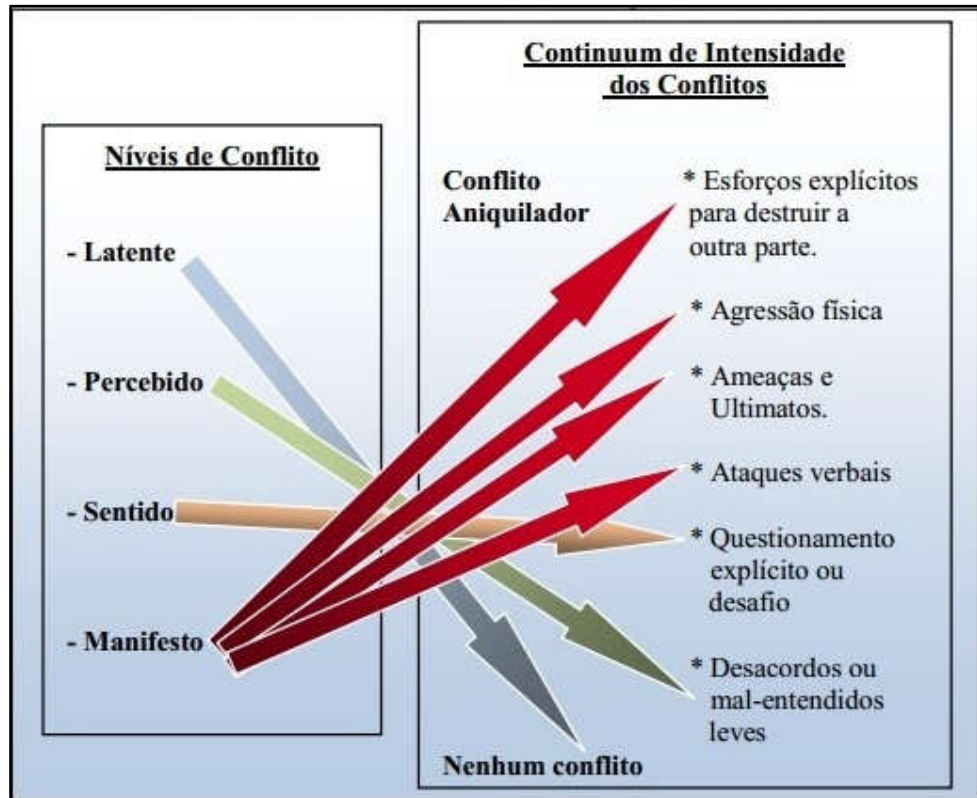 Níveis de Conflito
- Latente
- Percebido
- Sentido
- Manifesto
Continuum de Intensidade
dos Conflitos
Conflito
Aniquilador
* Esforços explícitos
para destruir a
outra parte.
* Agressão física
* Ameaças e
Ultimatos.
* Ataques verbais
* Questionamento
explícito ou
desafio
* Desacordos ou
mal-entendidos
leves
Nenhum conflito